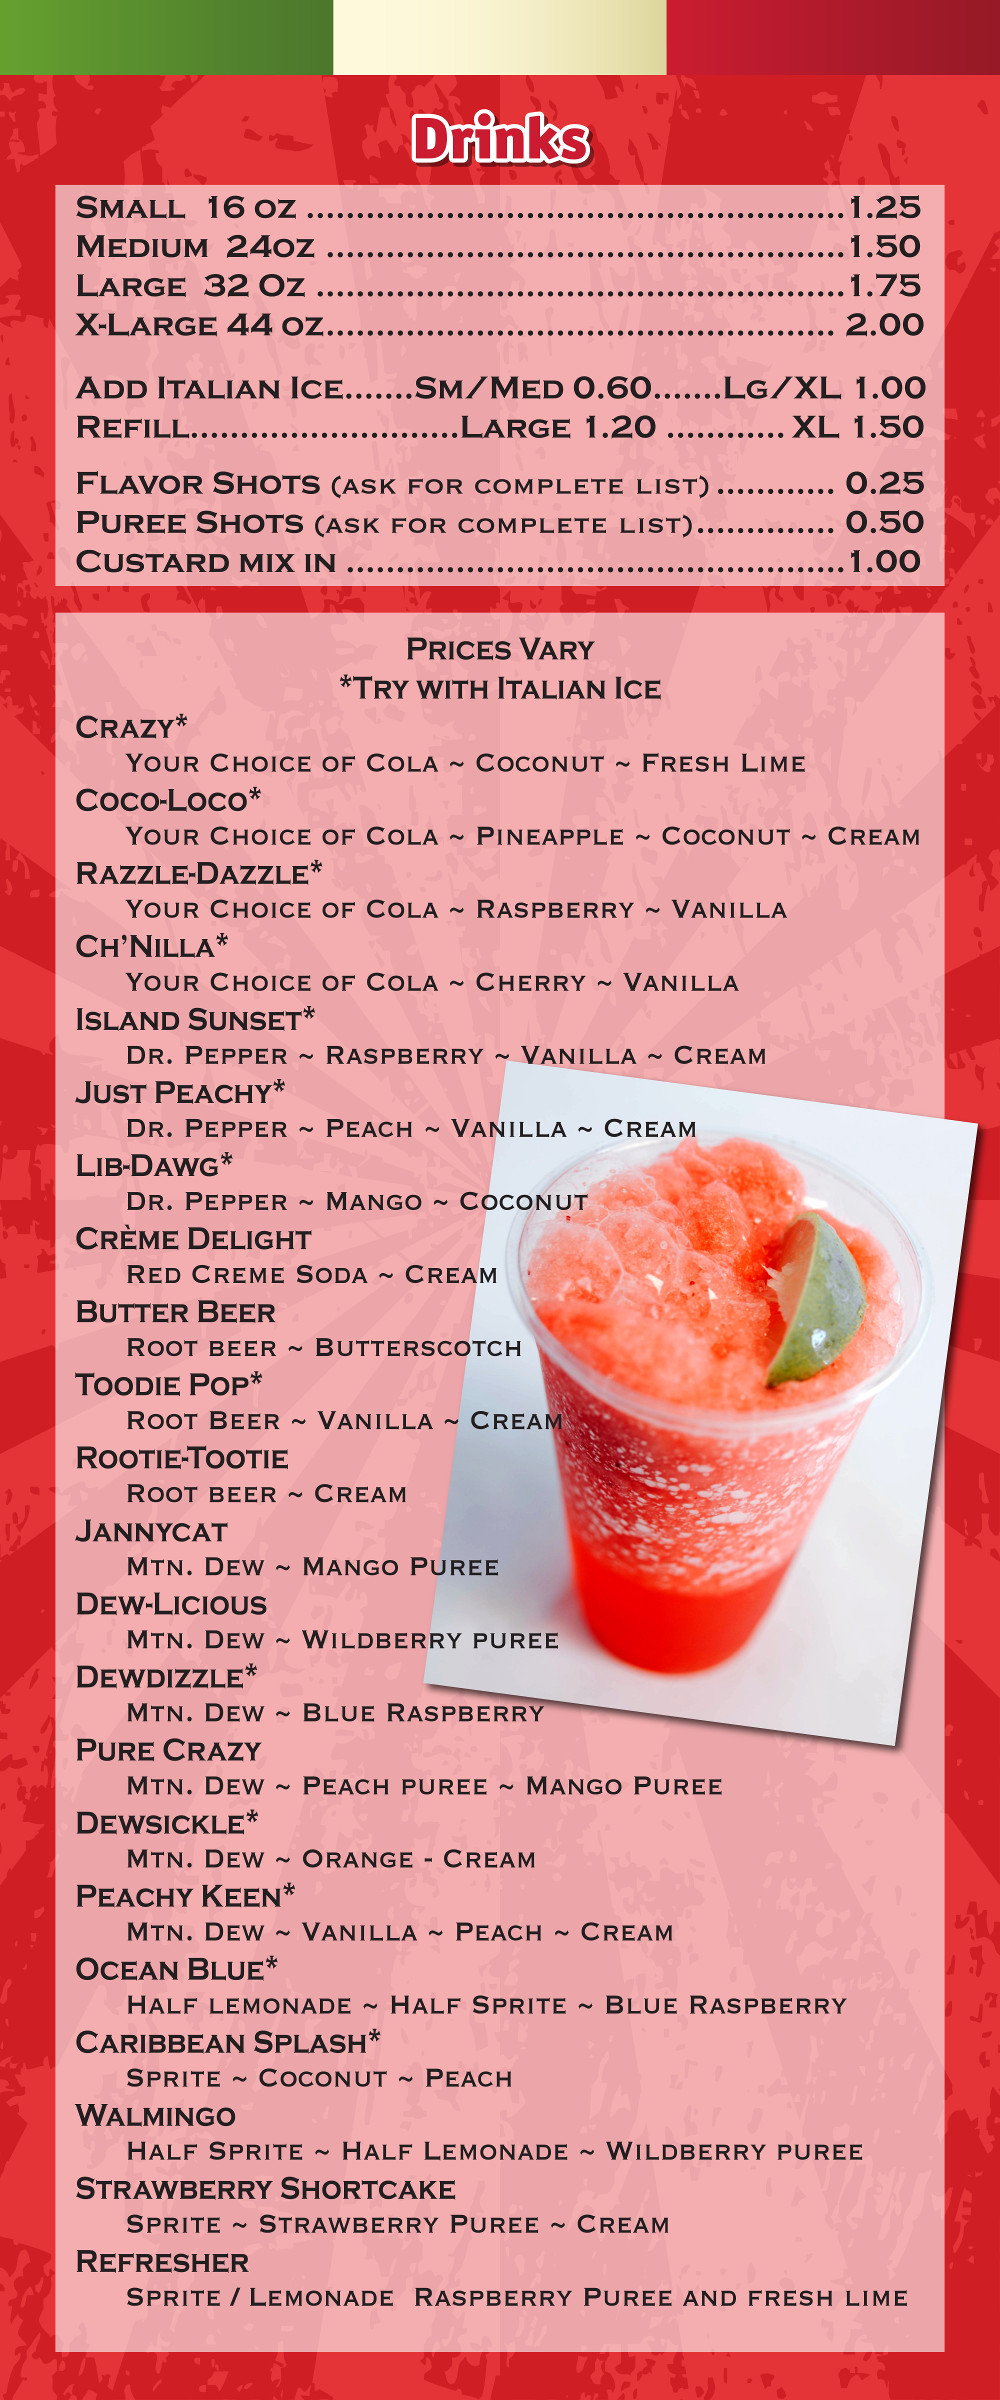 Drinks
Small 16 oz ......................................................1.25
Medium 24oz ....................................................1.50
Large 32 Oz .....................................................1.75
X-Large 44 oz................................................... 2.00
Add Italian Ice.......Sm/Med 0.60.......Lg/XL 1.00
Refill...........................Large 1.20 ............ XL 1.50
Flavor Shots (ask for complete list) ............ 0.25
Puree Shots (ask for complete list).............. 0.50
Custard mix in ..................................................1.00
Prices Vary
*Try with Italian Ice
Crazy*
Your Choice of Cola ~ Coconut ~ Fresh Lime
Coco-Loco*
Your Choice of Cola ~ Pineapple ~ Coconut ~ Cream
Razzle-Dazzle*
Your Choice of Cola ~ Raspberry ~ Vanilla
Ch'Nilla*
Your Choice of Cola ~ Cherry ~ Vanilla
Island Sunset*
Dr. Pepper ~ Raspberry ~ Vanilla ~ Cream
Just Peachy*
Dr. Pepper ~ Peach ~ Vanilla ~ Cream
Lib-Dawg*
Dr. Pepper ~ Mango ~ Coconut
Crème Delight
Red Creme Soda ~ Cream
Butter Beer
Root beer ~ Butterscotch
Toodie Pop*
Root Beer ~ Vanilla ~ Cream
Rootie-Tootie
Root beer ~ Cream
Jannycat
Mtn. Dew ~ Mango Puree
Dew-Licious
Mtn. Dew ~ Wildberry puree
Dewdizzle*
Mtn. Dew ~ Blue Raspberry
Pure Crazy
Mtn. Dew ~ Peach puree ~ Mango Puree
Dewsickle*
Mtn. Dew ~ Orange - Cream
Peachy Keen*
Mtn. Dew ~ Vanilla ~ Peach ~ Cream
Ocean Blue*
Half lemonade ~ Half Sprite ~ Blue Raspberry
Caribbean Splash*
Sprite ~ Coconut ~ Peach
Walmingo
Half Sprite ~ Half Lemonade ~ Wildberry puree
Strawberry Shortcake
Sprite ~ Strawberry Puree ~ Cream
Refresher
Sprite / Lemonade Raspberry Puree and fresh lime